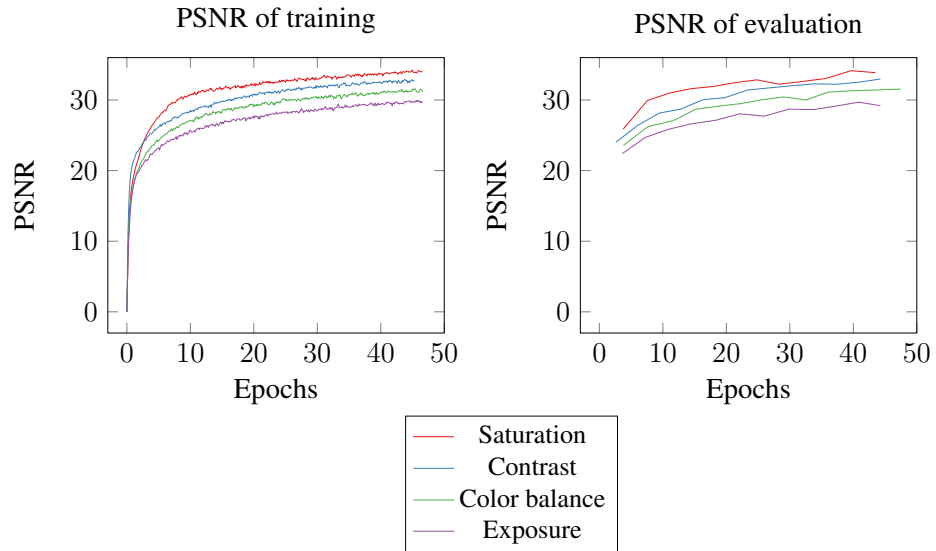 PSNR of training
PSNR
30
20
10
0
0 10 20 30 40 50
Epochs
PSNR of evaluation
PSNR
30
20
10
0
0 10 20 30 40 50
Epochs
Saturation
Contrast
Color balance
Exposure